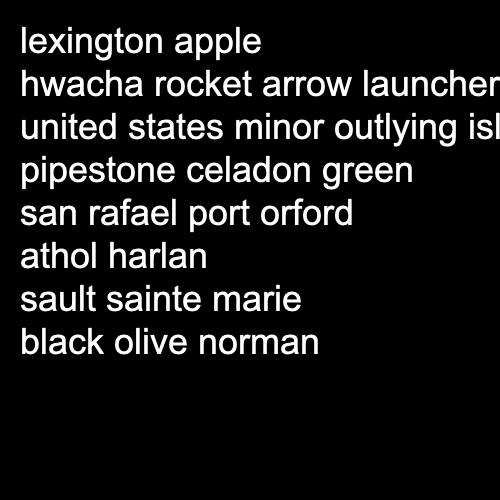 lexington apple
hwacha rocket arrow launcher
united states minor outlying
pipestone celadon green
san rafael port orford
athol harlan
sault sainte marie
black olive norman